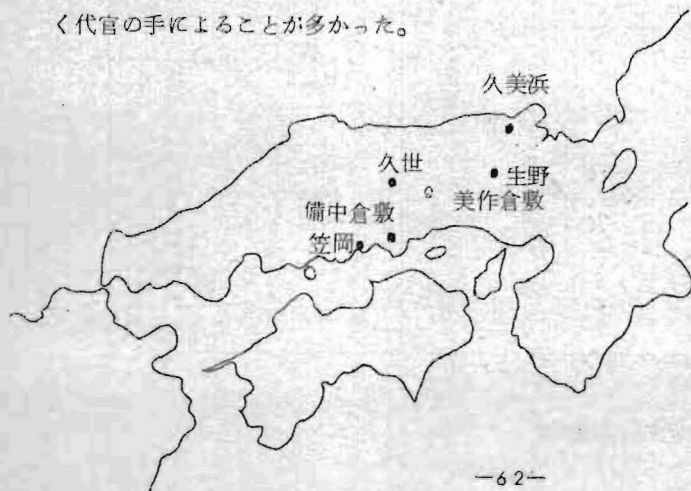 く代官の手によることが多かった。
久美浜
久世
生野
美作倉敷
備中倉敷
笠岡
—62—